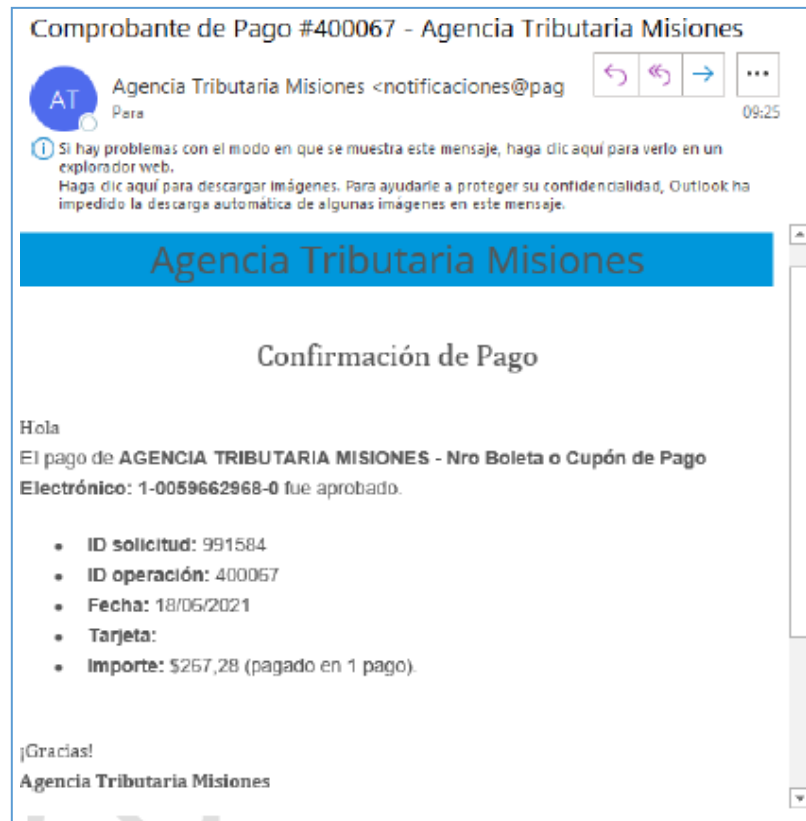 Comprobante de Pago #400067 - Agencia Tributaria Misiones
AT
Agencia Tributaria Misiones <notificaciones@pag
Para
09:25
Si hay problemas con el modo en que se muestra este mensaje, haga clic aquí para verlo en un
explorador web.
Haga clic aquí para descargar imágenes. Para ayudarle a proteger su confidencialidad, Outlook ha
impedido la descarga automática de algunas imágenes en este mensaje.
Agencia Tributaria Misiones
Confirmación de Pago
Hola
El pago de AGENCIA TRIBUTARIA MISIONES - Nro Boleta o Cupón de Pago
Electrónico: 1-0059662968-0 fue aprobado.
• ID solicitud: 991584
• ID operación: 400067
• Fecha: 18/06/2021
• Tarjeta:
• Importe: $267,28 (pagado en 1 pago).
¡Gracias!
Agencia Tributaria Misiones